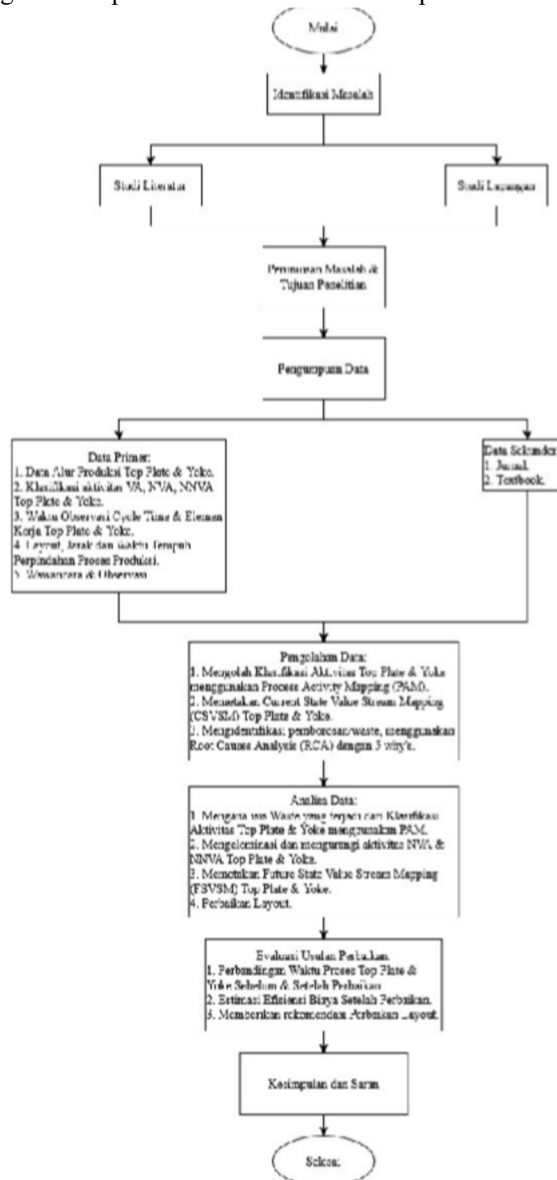 Mulai
Identifikasi Masalah
Studi Literatur
Studi Lapangan
Perumusan Masalah &
Tujuan Penelitian
Pengumpuan Data
Data Primer:
1. Data Alur Produksi Top Plate & Yoke.
2. Klasifikasi aktivitas VA, NVA, NNVA
Top Plate & Yoke.
3. Waktu Observasi Cycle Time & Elemen
Kerja Top Plate & Yoke.
4. Layout, Jarak dan Waktu Tempuh
Perpindahan Proses Produksi.
5. Wawancara & Observasi
Data Sekunder:
1. Jurnal.
2. Textbook.
Pengolahan Data:
1. Mengolah Klasifikasi Aktivitas Top Plate & Yoke
menggunakan Process Activity Mapping (PAM).
2. Memetakan Current State Value Stream Mapping
(CSVSM) Top Plate & Yoke.
3. Mengidentifikasi pemborosan/waste, menggunakan
Root Causes Analysis (RCA) dengan 5 why's.
Analisa Data:
1. Menganalisis Waste yang terjadi dari Klasifikasi
Aktivitas Top Plate & Yoke menggunakan PAM.
2. Mengeleminasi dan mengurangi aktivitas NVA &
NNVA Top Plate & Yoke.
3. Memetakan Future State Value Stream Mapping
(FSVSM) Top Plate & Yoke.
4. Perbaikan Layout.
Evaluasi Usulan Perbaikan
1. Perbandingan Waktu Proses Top Plate &
Yoke Sebelum & Setelah Perbaikan
2. Estimasi Efisiensi Biaya Setelah Perbaikan.
3. Memberikan rekomendasi Perbaikan Layout.
Kesimpulan dan Saran
Selesai